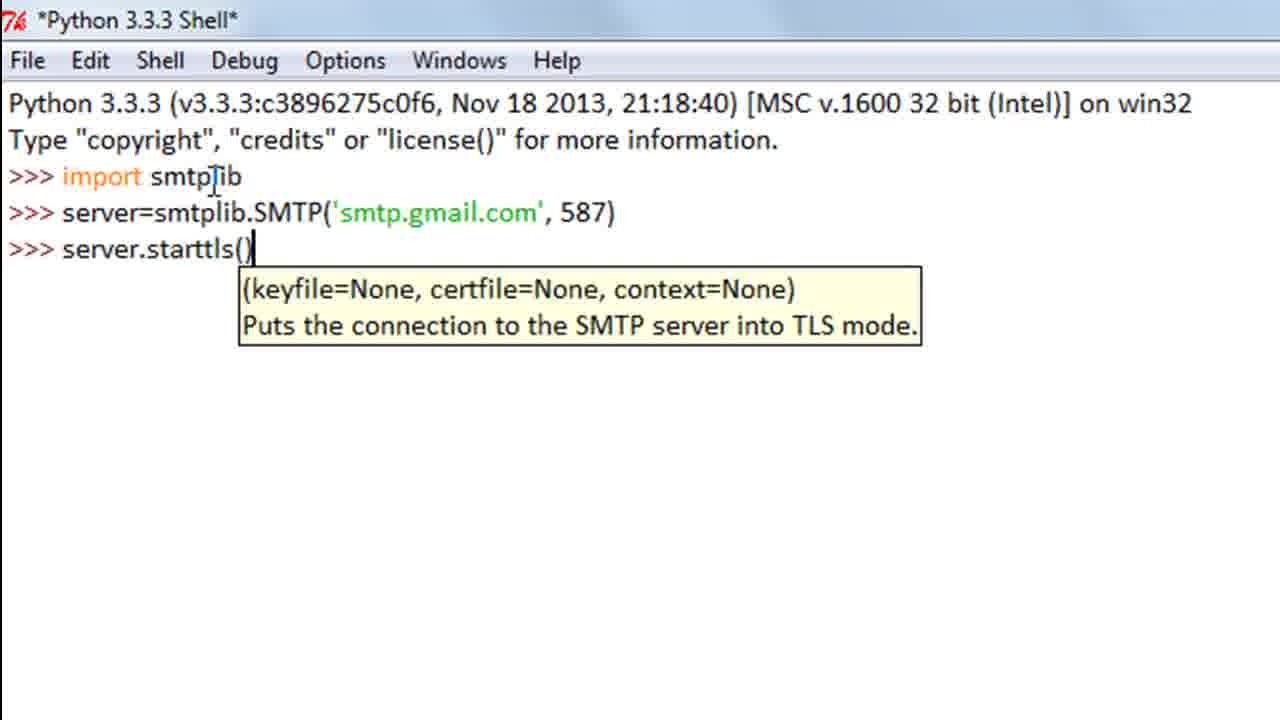 *Python 3.3.3 Shell*
File Edit Shell Debug Options Windows Help
Python 3.3.3 (v3.3.3:c3896275c0f6, Nov 18 2013, 21:18:40) [MSC v.1600 32 bit (Intel)] on win32
Type "copyright", "credits" or "license()" for more information.
>>> import smtplib
>>> server=smtplib.SMTP('smtp.gmail.com', 587)
>>> server.starttls()
(keyfile=None, certfile=None, context=None)
Puts the connection to the SMTP server into TLS mode.